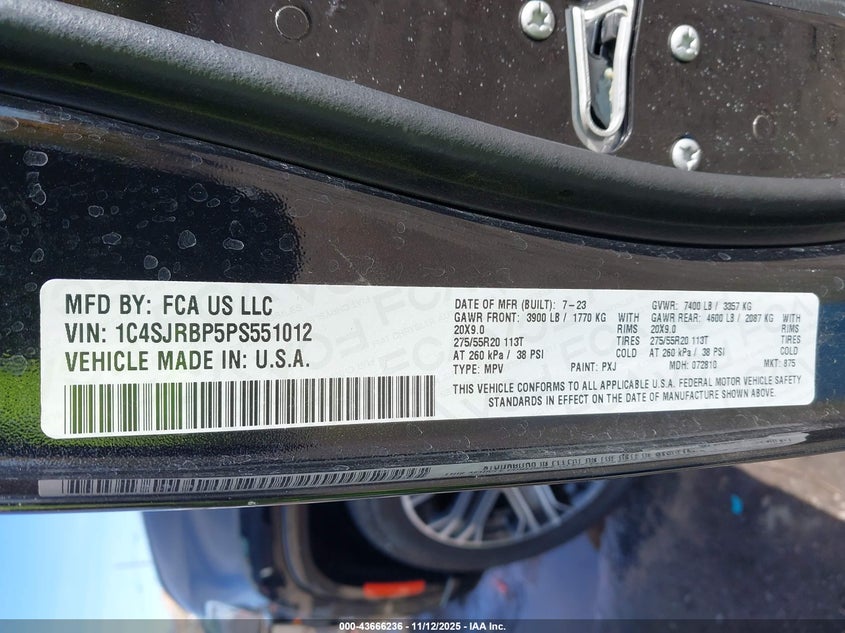 MFD BY: FCA US LLC
VIN: 1C4SJRBP5PS551012
VEHICLE MADE IN: U.S.A.
DATE OF MFR (BUILT): 7-23 GVWR: 7400 LB / 3357 KG
GAWR FRONT: 3900 LB / 1770 KG WITH GAWR REAR: 4600 LB / 2087 KG WITH
20X9.0 RIMS 20X9.0 RIMS
275/55R20 113T TIRES 275/55R20 113T TIRES
AT 260 kPa / 38 PSI COLD AT 260 kPa / 38 PSI COLD
TYPE: MPV PAINT: PXJ MDH: 072810 MKT: 875
THIS VEHICLE CONFORMS TO ALL APPLICABLE U.S.A. FEDERAL MOTOR VEHICLE SAFETY
STANDARDS IN EFFECT ON THE DATE OF MANUFACTURE SHOWN ABOVE.
000-43666236 - 11/12/2025 - IAA Inc.